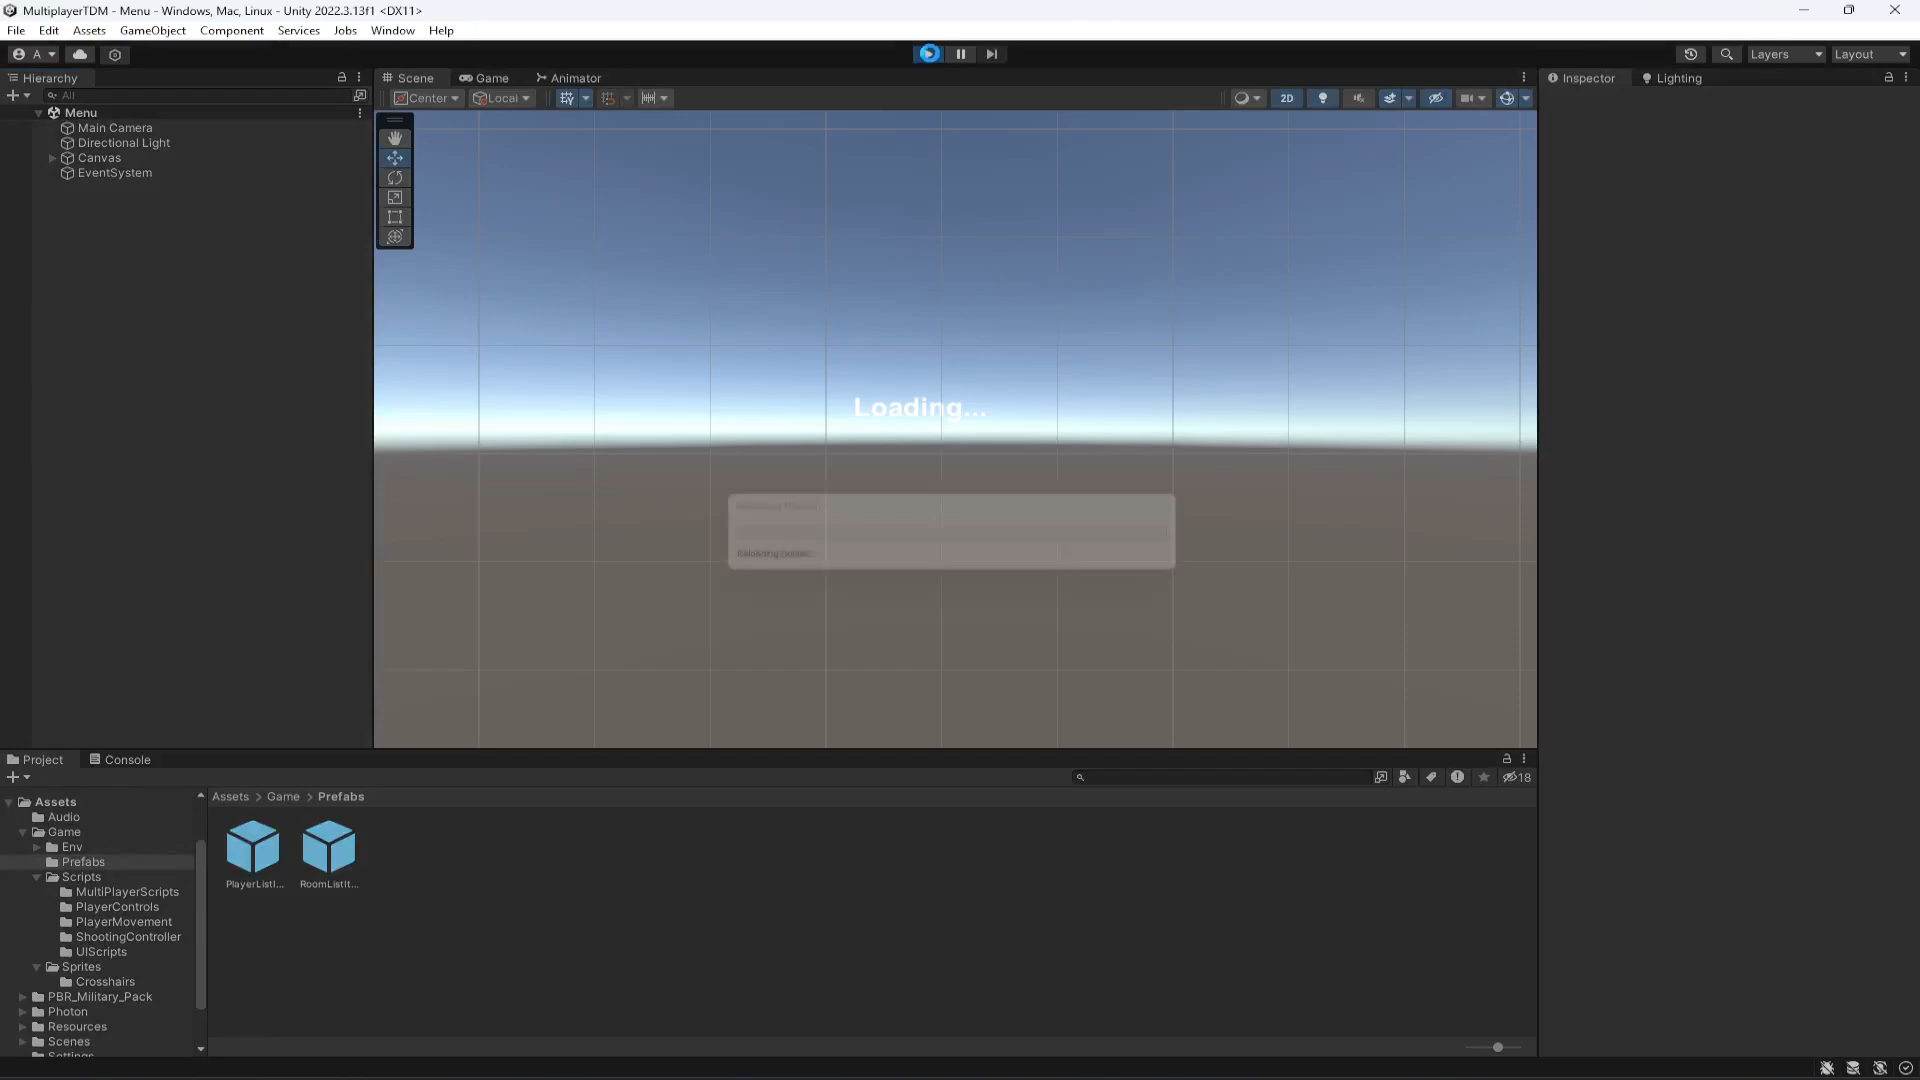 MultiplayerTDM - Menu - Windows, Mac, Linux - Unity 2022.3.13f1 <DX11>
File Edit Assets GameObject Component Services Jobs Window Help
A Layers Layout
Hierarchy Scene Game Animator Inspector Lighting
All Center Local 2D
Menu
Main Camera
Directional Light
Canvas
EventSystem
Loading...
Reloading Domain
Project Console
18
Assets Assets > Game > Prefabs
Audio
Game
Env
Prefabs
Scripts
PlayerListI... RoomListIt...
MultiPlayerScripts
PlayerControls
PlayerMovement
ShootingController
UIScripts
Sprites
Crosshairs
PBR_Military_Pack
Photon
Resources
Scenes
Settings